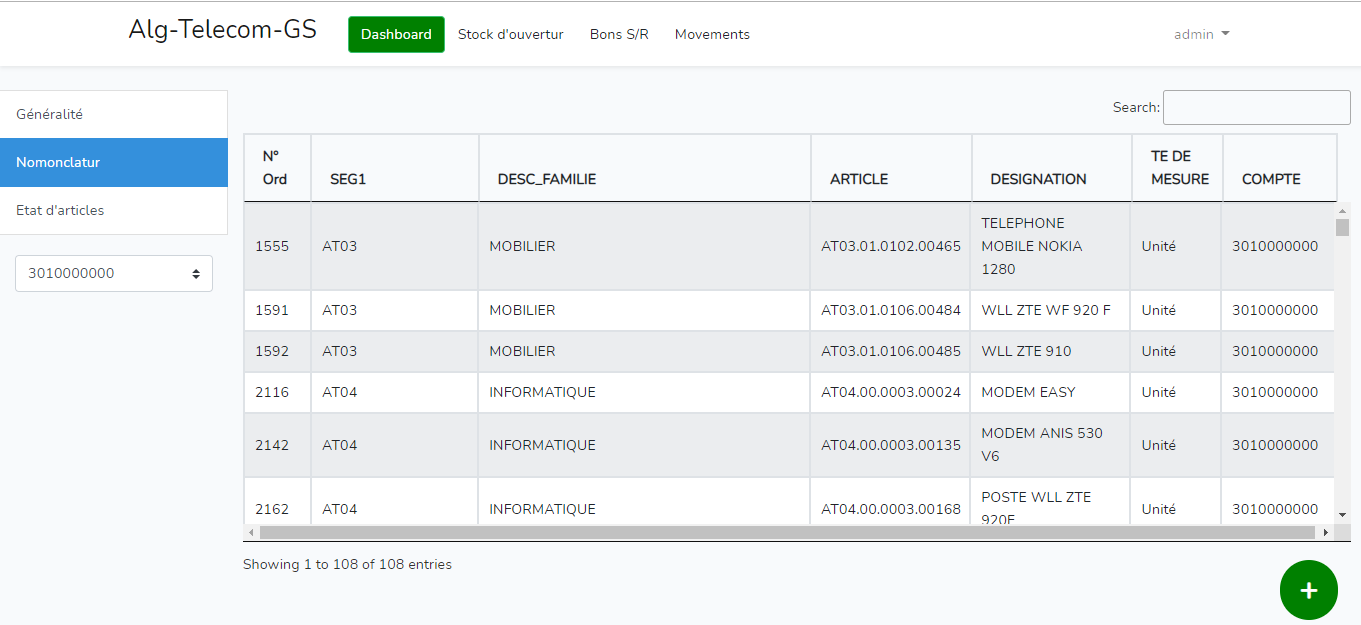 Alg-Telecom-GS
Dashboard
Stock d'ouvertur
Bons S/R
Movements
admin
Généralité
Nomonclatur
Etat d'articles
3010000000
Search:
N° Ord SEG1 DESC_FAMILIE ARTICLE DESIGNATION TE DE MESURE COMPTE
1555 AT03 MOBILIER AT03.01.0102.00465 TELEPHONE MOBILE NOKIA 1280 Unité 3010000000
1591 AT03 MOBILIER AT03.01.0106.00484 WLL ZTE WF 920 F Unité 3010000000
1592 AT03 MOBILIER AT03.01.0106.00485 WLL ZTE 910 Unité 3010000000
2116 AT04 INFORMATIQUE AT04.00.0003.00024 MODEM EASY Unité 3010000000
2142 AT04 INFORMATIQUE AT04.00.0003.00135 MODEM ANIS 530 V6 Unité 3010000000
2162 AT04 INFORMATIQUE AT04.00.0003.00168 POSTE WLL ZTE Unité 3010000000
Showing 1 to 108 of 108 entries
+